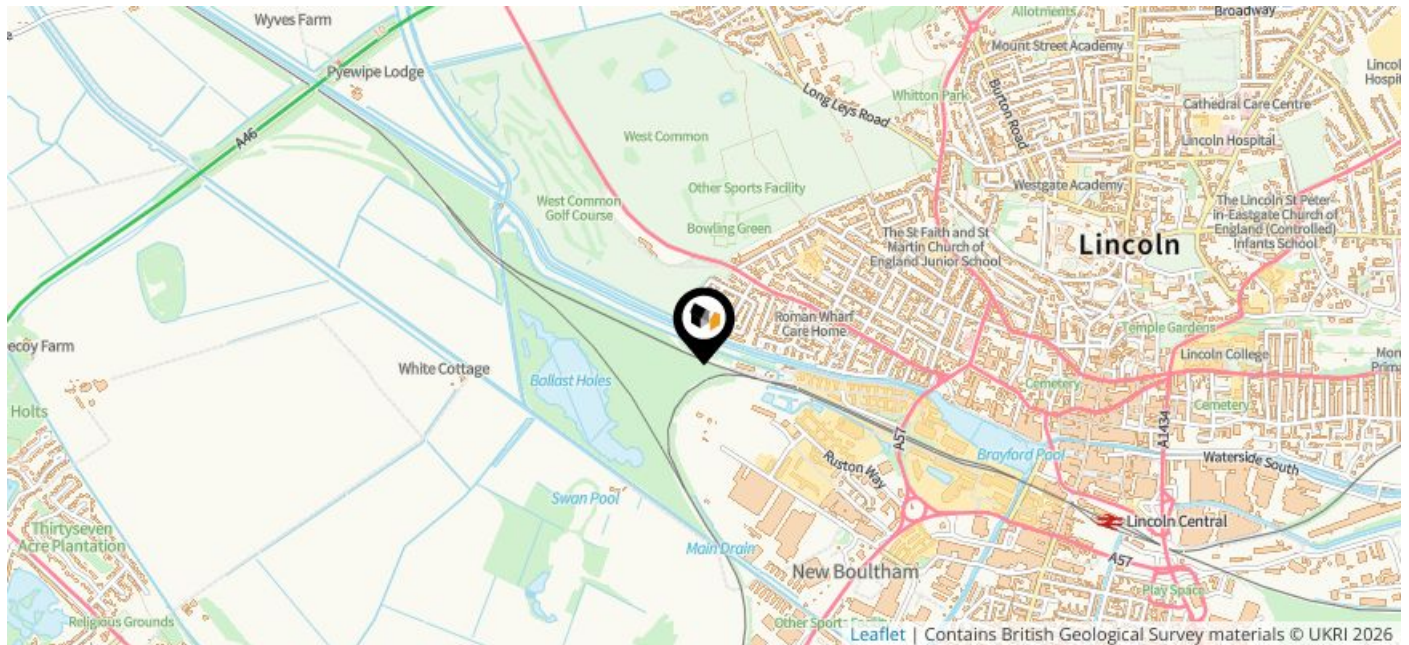 Wyves Farm
Pyewipe Lodge
10
A46
Allotments
Broadway
Mount Street Academy
Whitton Park
Long Leys Road
Burton Road
20
Cathedral Care Centre
Lincoln Hospital
West Common
Other Sports Facility
West Common
Golf Course
Bowling Green
Westgate Academy
The St Faith and St
Martin Church of
England Junior School
Lincoln
The Lincoln St Peter-
in-Eastgate Church of
England (Controlled)
Infants School
Roman Wharf
Care Home
Temple Gardens
Lincoln College
Cemetery
Cemetery
ecoy Farm
White Cottage
Holts
Ballast Holes
A57
A1434
Brayford Pool
Waterside South
Ruston Way
Swan Pool
Thirtyseven
Acre Plantation
Main Drain
Lincoln Central
New Boultham
A57
Play Space
Religious Grounds
Leaflet | Contains British Geological Survey materials © UKRI 2026